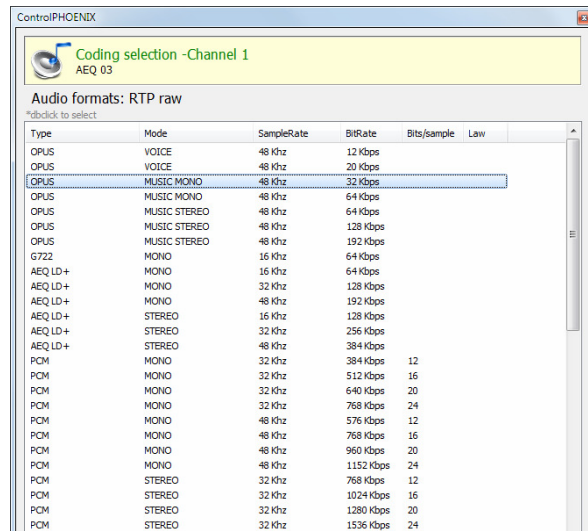 ControlPHOENIX
Coding selection -Channel 1
AEQ 03
Audio formats: RTP raw
*dbclick to select
Type Mode SampleRate BitRate Bits/sample Law
OPUS VOICE 48 Khz 12 Kbps
OPUS VOICE 48 Khz 20 Kbps
OPUS MUSIC MONO 48 Khz 32 Kbps
OPUS MUSIC MONO 48 Khz 64 Kbps
OPUS MUSIC STEREO 48 Khz 64 Kbps
OPUS MUSIC STEREO 48 Khz 128 Kbps
OPUS MUSIC STEREO 48 Khz 192 Kbps
G722 MONO 16 Khz 64 Kbps
AEQ LD+ MONO 16 Khz 64 Kbps
AEQ LD+ MONO 32 Khz 128 Kbps
AEQ LD+ MONO 48 Khz 192 Kbps
AEQ LD+ STEREO 16 Khz 128 Kbps
AEQ LD+ STEREO 32 Khz 256 Kbps
AEQ LD+ STEREO 48 Khz 384 Kbps
PCM MONO 32 Khz 384 Kbps 12
PCM MONO 32 Khz 512 Kbps 16
PCM MONO 32 Khz 640 Kbps 20
PCM MONO 32 Khz 768 Kbps 24
PCM MONO 48 Khz 576 Kbps 12
PCM MONO 48 Khz 768 Kbps 16
PCM MONO 48 Khz 960 Kbps 20
PCM MONO 48 Khz 1152 Kbps 24
PCM STEREO 32 Khz 768 Kbps 12
PCM STEREO 32 Khz 1024 Kbps 16
PCM STEREO 32 Khz 1280 Kbps 20
PCM STEREO 32 Khz 1536 Kbps 24